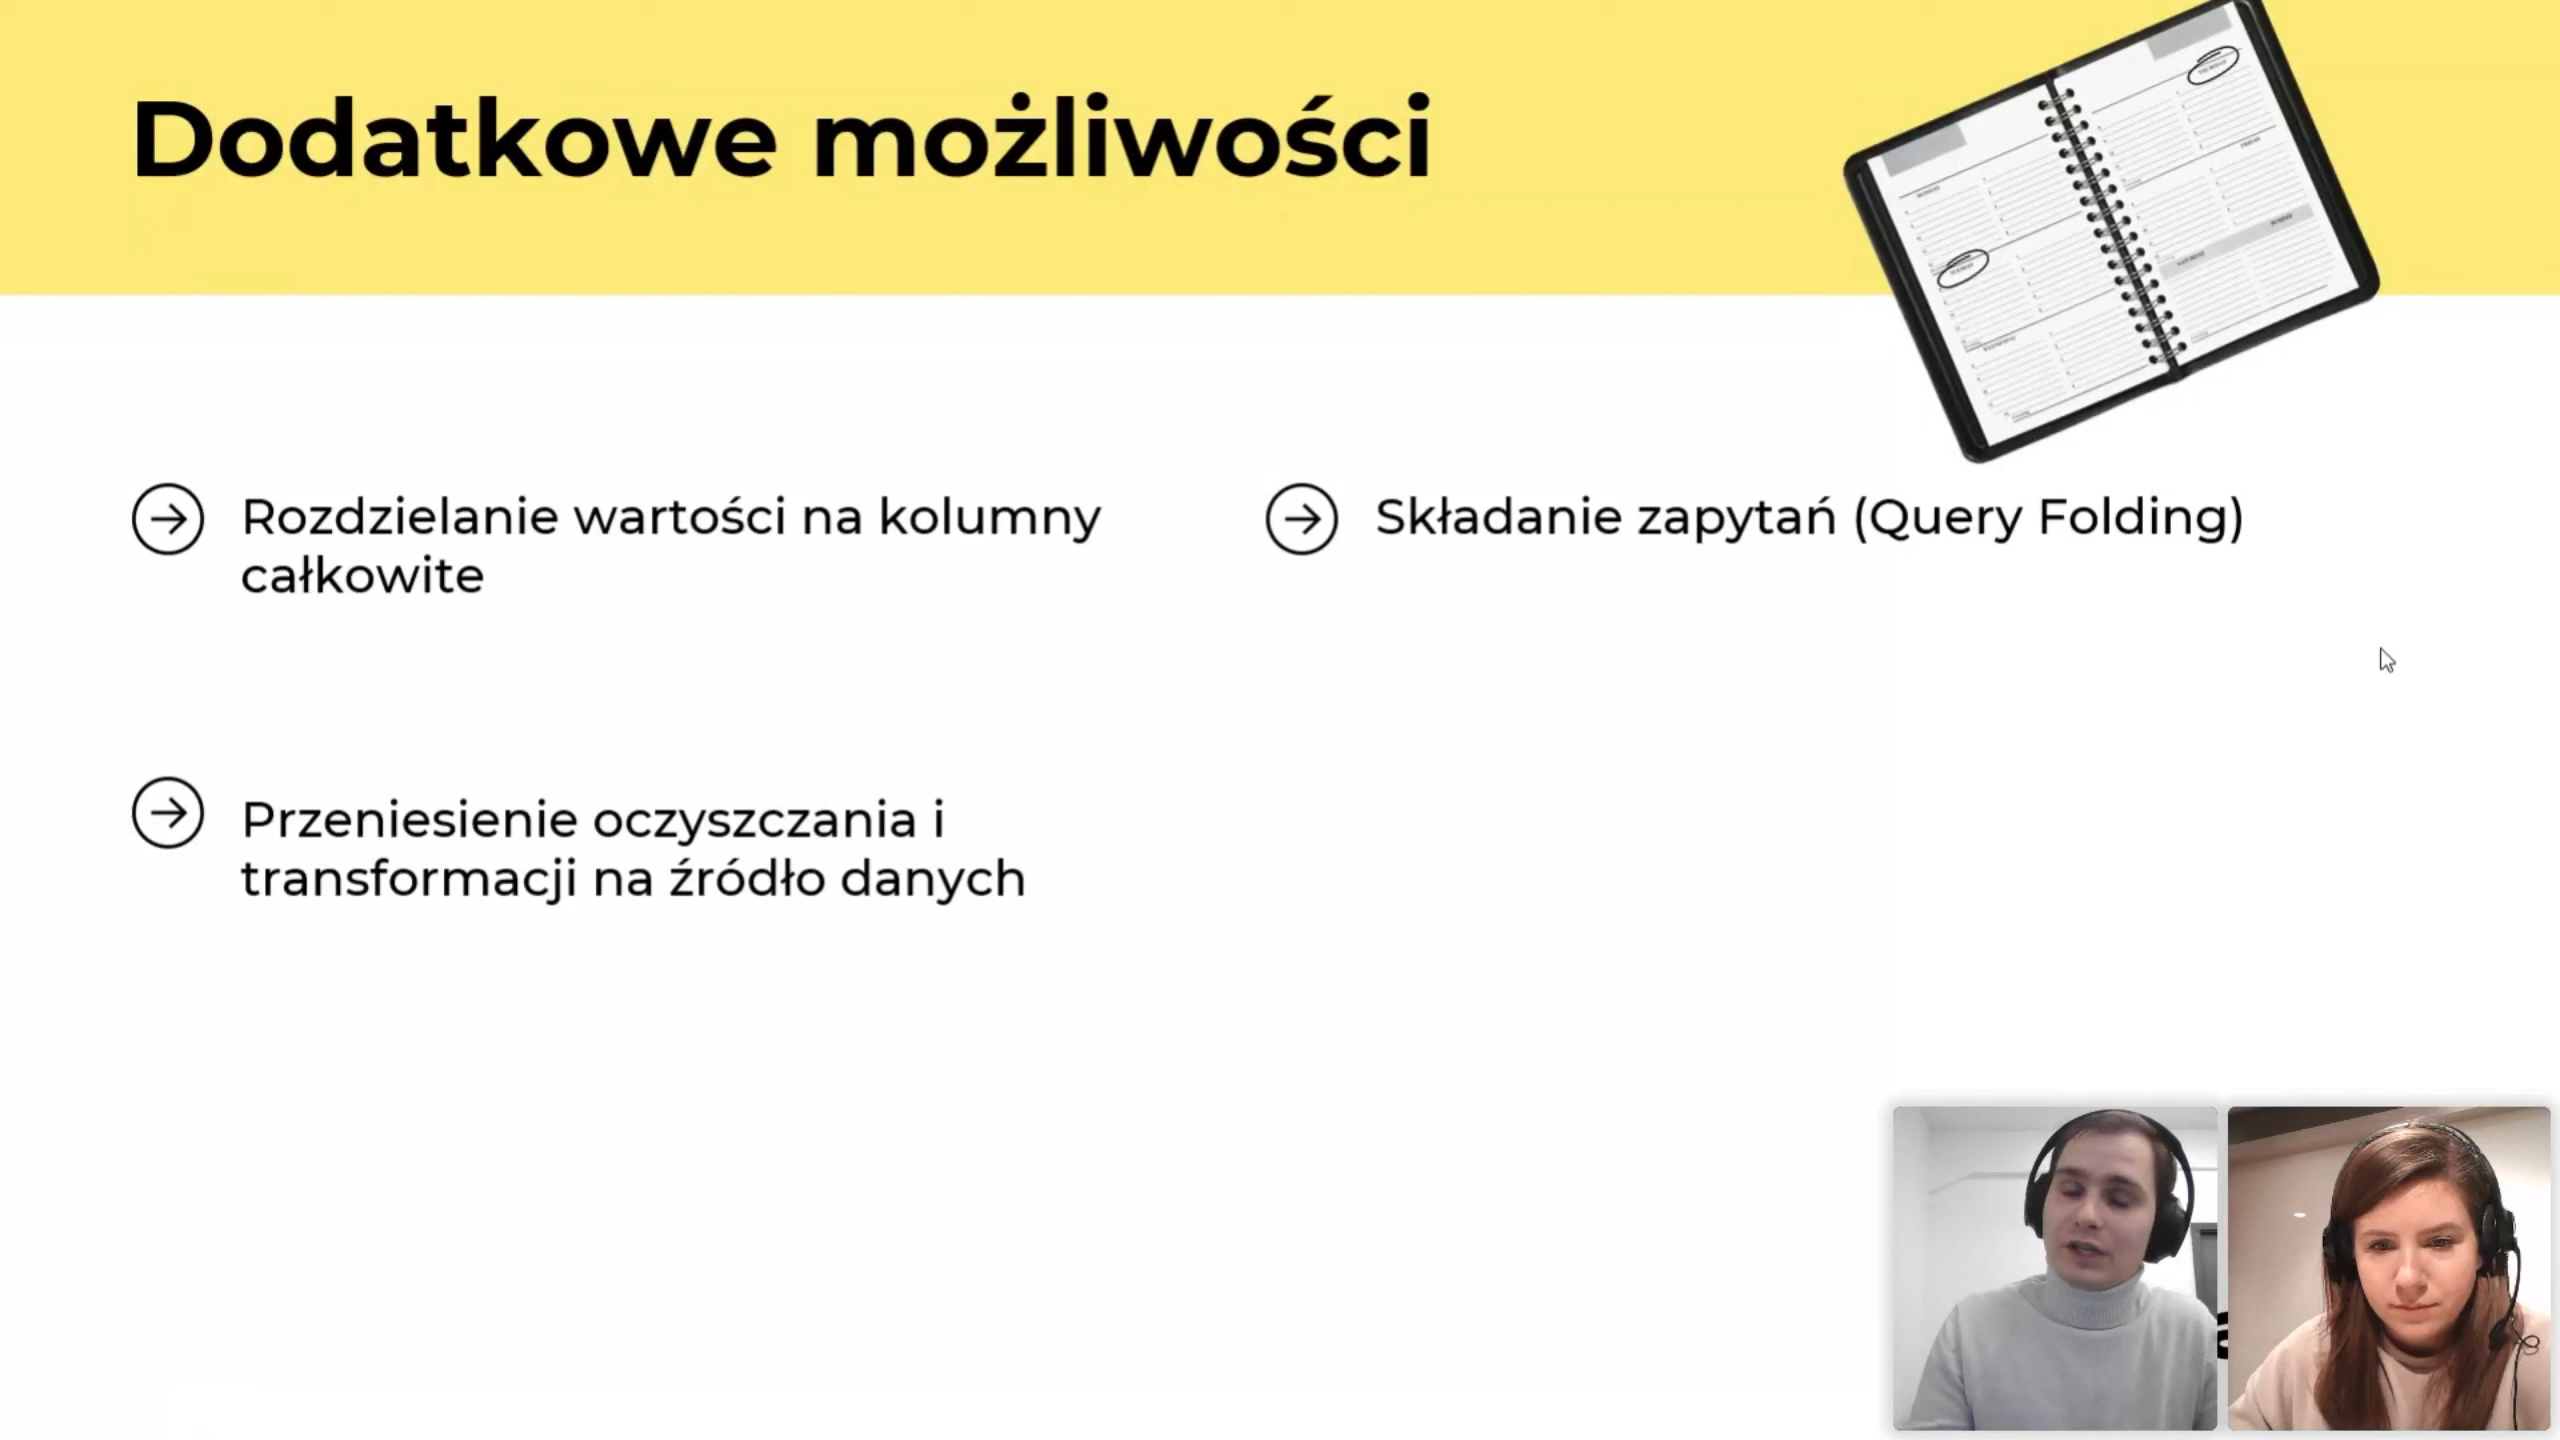 Dodatkowe możliwości
Rozdzielanie wartości na kolumny
całkowite
Składanie zapytań (Query Folding)
Przeniesienie oczyszczania i
transformacji na źródło danych